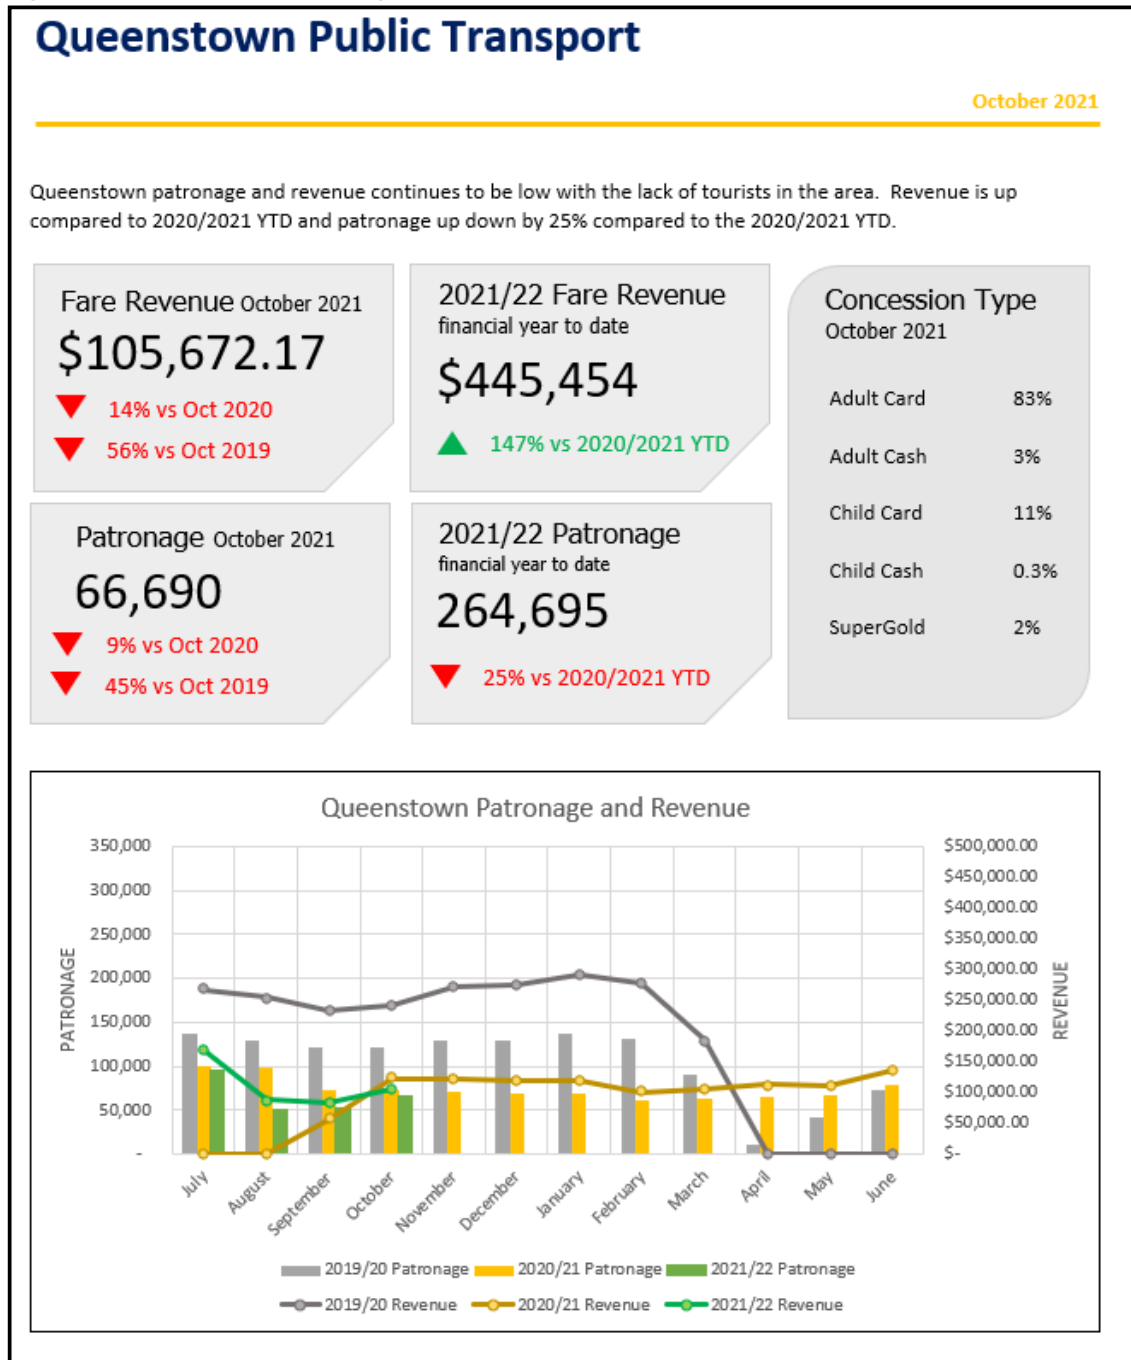 Queenstown Public Transport
October 2021
Queenstown patronage and revenue continues to be low with the lack of tourists in the area. Revenue is up
compared to 2020/2021 YTD and patronage up down by 25% compared to the 2020/2021 YTD.
Fare Revenue October 2021
$105,672.17
14% vs Oct 2020
56% vs Oct 2019
2021/22 Fare Revenue
financial year to date
$445,454
147% vs 2020/2021 YTD
Patronage October 2021
66,690
9% vs Oct 2020
45% vs Oct 2019
2021/22 Patronage
financial year to date
264,695
25% vs 2020/2021 YTD
Concession Type
October 2021
Adult Card 83%
Adult Cash 3%
Child Card 11%
Child Cash 0.3%
SuperGold 2%
Queenstown Patronage and Revenue
PATRONAGE
350,000
300,000
250,000
200,000
150,000
100,000
50,000
-
$500,000.00
$450,000.00
$400,000.00
$350,000.00
$300,000.00
$250,000.00
$200,000.00
$150,000.00
$100,000.00
$50,000.00
$-
REVENUE
July
August
September
October
November
December
January
February
March
April
May
June
2019/20 Patronage 2020/21 Patronage 2021/22 Patronage
2019/20 Revenue 2020/21 Revenue 2021/22 Revenue